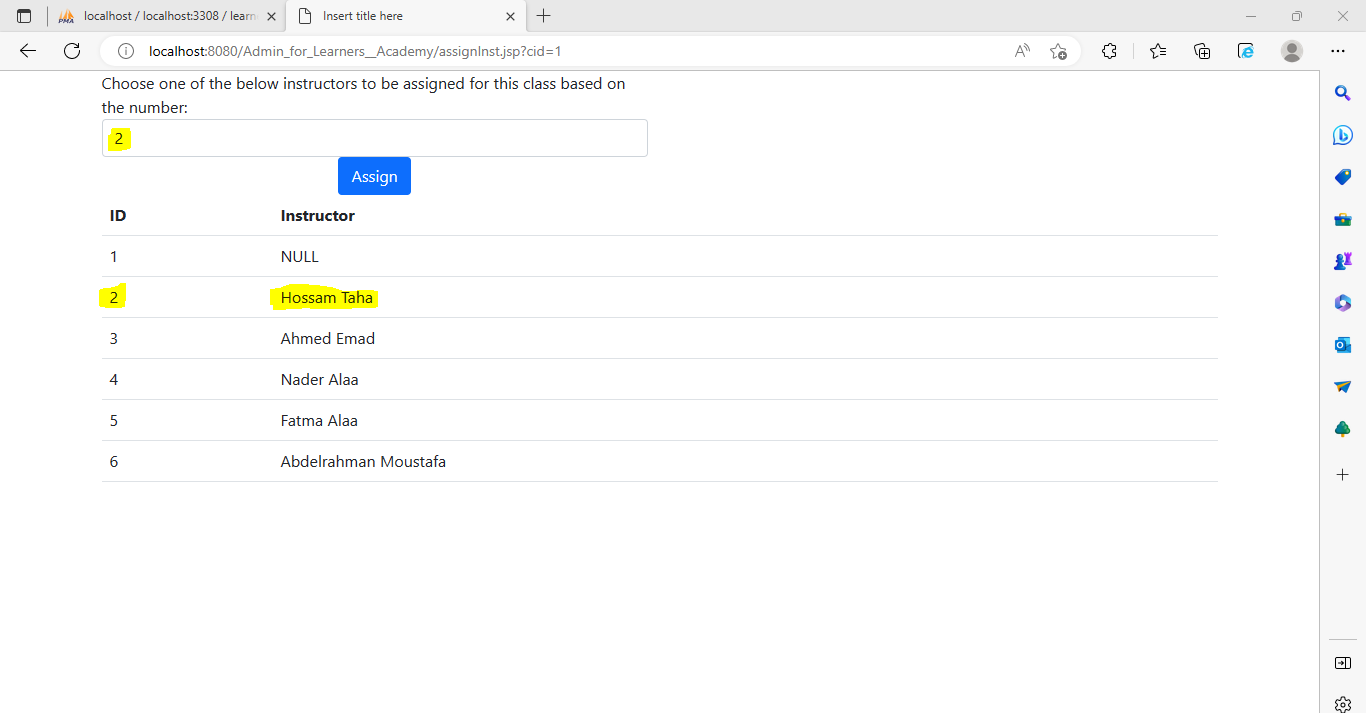 localhost / localhost:3308 / learn
Insert title here
localhost:8080/Admin_for_Learners__Academy/assignInst.jsp?cid=1
Choose one of the below instructors to be assigned for this class based on
the number:
2
Assign
ID Instructor
1 NULL
2 Hossam Taha
3 Ahmed Emad
4 Nader Alaa
5 Fatma Alaa
6 Abdelrahman Moustafa